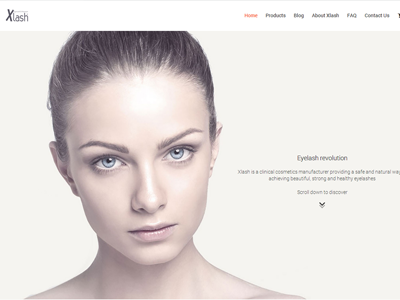 Xlash
Home Products Blog About Xlash FAQ Contact Us
Eyelash revolution
Xlash is a clinical cosmetics manufacturer providing a safe and natural way
achieving beautiful, strong and healthy eyelashes
Scroll down to discover